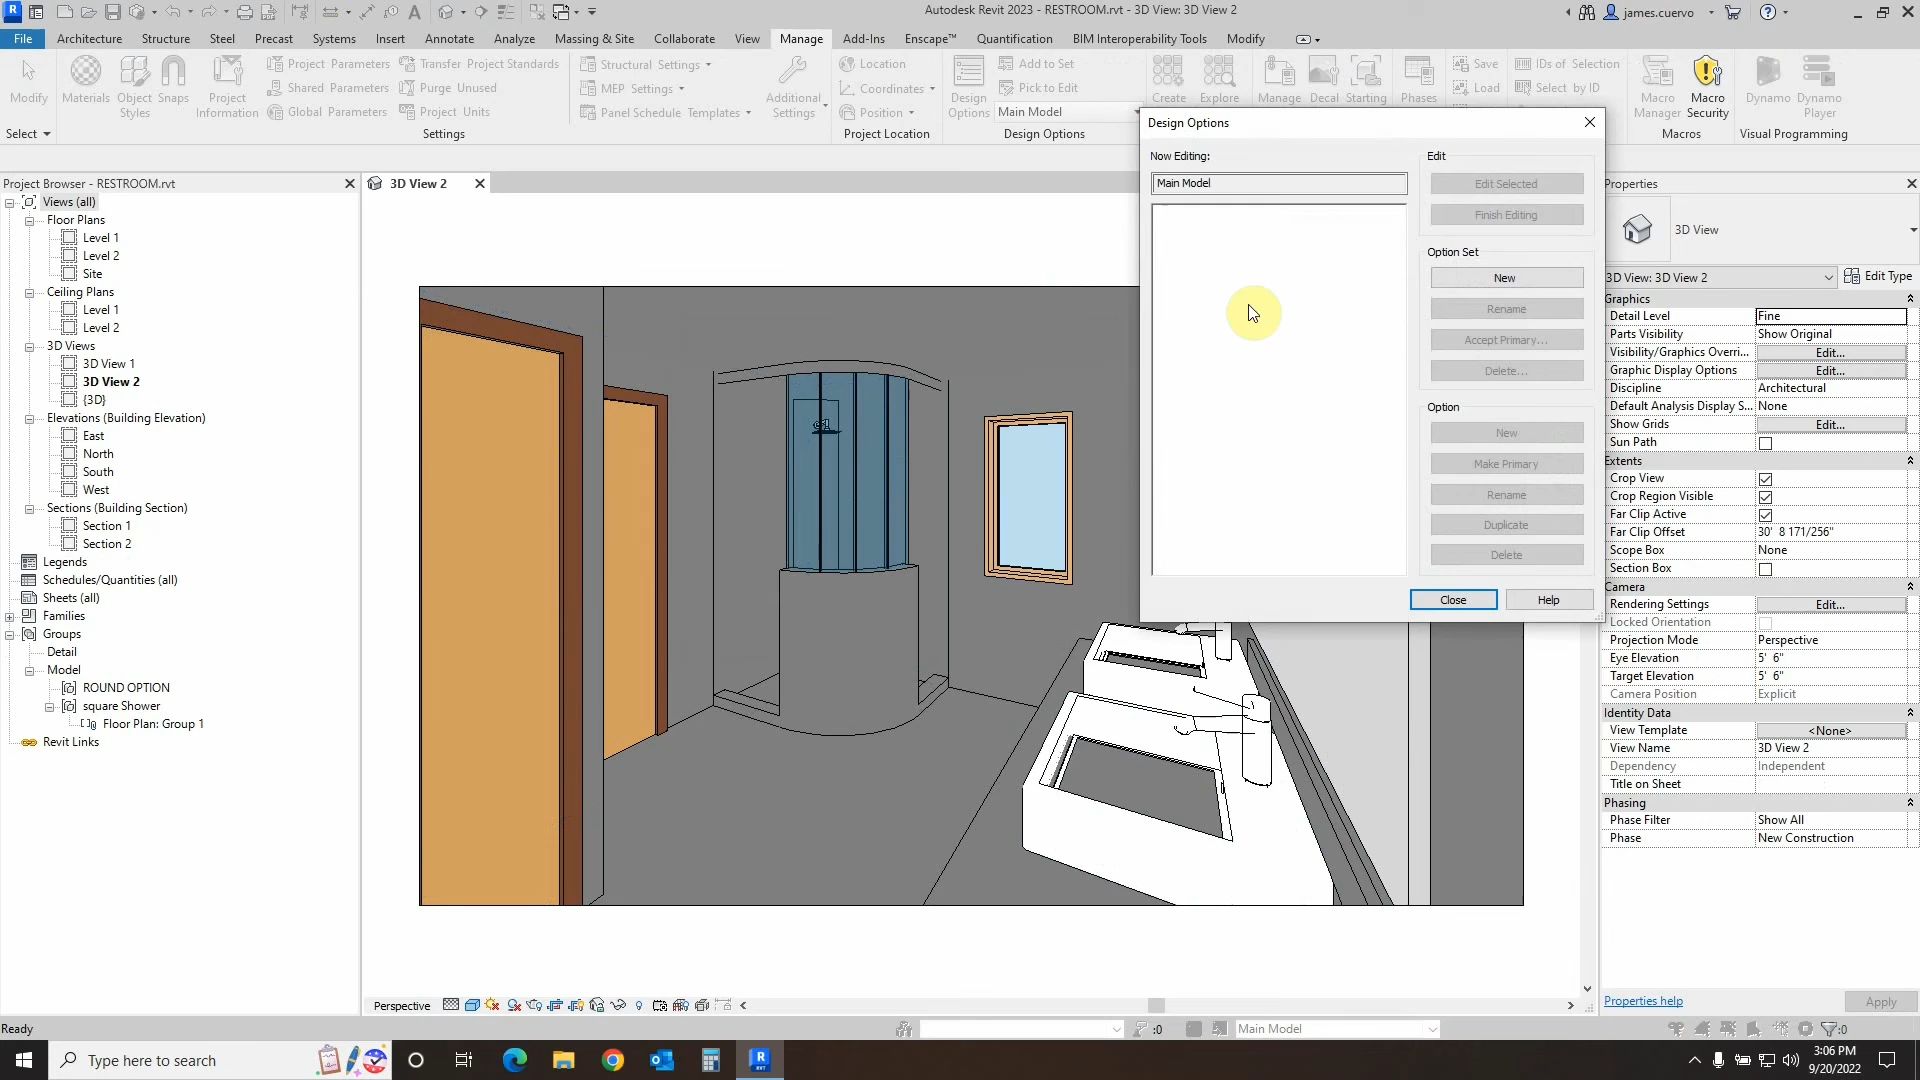 Autodesk Revit 2023 - RESTROOM.rvt - 3D View: 3D View 2
james.cuervo
File Architecture Structure Steel Precast Systems Insert Annotate Analyze Massing & Site Collaborate View Manage Add-Ins Enscape™ Quantification BIM Interoperability Tools Modify
Modify
Select
Materials
Object Styles
Snaps
Project Information
Project Parameters
Shared Parameters
Global Parameters
Transfer Project Standards
Purge Unused
Project Units
Settings
Structural Settings
MEP Settings
Panel Schedule Templates
Additional Settings
Location
Coordinates
Position
Project Location
Design Options
Add to Set
Pick to Edit
Main Model
Design Options
Create
Explore
Manage
Decal
Starting
Phases
Save
Load
IDs of Selection
Select by ID
Macro Manager
Macro Security
Macros
Dynamo
Dynamo Player
Visual Programming
Project Browser - RESTROOM.rvt
Views (all)
Floor Plans
Level 1
Level 2
Site
Ceiling Plans
Level 1
Level 2
3D Views
3D View 1
3D View 2
{3D}
Elevations (Building Elevation)
East
North
South
West
Sections (Building Section)
Section 1
Section 2
Legends
Schedules/Quantities (all)
Sheets (all)
Families
Groups
Detail
Model
ROUND OPTION
square Shower
Floor Plan: Group 1
Revit Links
3D View 2
Design Options
Now Editing:
Main Model
Edit
Edit Selected
Finish Editing
Option Set
New
Rename
Accept Primary...
Delete...
Option
New
Make Primary
Rename
Duplicate
Delete
Close
Help
Properties
3D View
3D View: 3D View 2
Edit Type
Graphics
Detail Level Fine
Parts Visibility Show Original
Visibility/Graphics Overri... Edit...
Graphic Display Options Edit...
Discipline Architectural
Default Analysis Display S... None
Show Grids Edit...
Sun Path
Extents
Crop View
Crop Region Visible
Far Clip Active
Far Clip Offset 30' 8 171/256"
Scope Box None
Section Box
Camera
Rendering Settings Edit...
Locked Orientation
Projection Mode Perspective
Eye Elevation 5' 6"
Target Elevation 5' 6"
Camera Position Explicit
Identity Data
View Template <None>
View Name 3D View 2
Dependency Independent
Title on Sheet
Phasing
Phase Filter Show All
Phase New Construction
Properties help
Apply
Perspective
Ready
:0
Main Model
:0
Type here to search
3:06 PM
9/20/2022